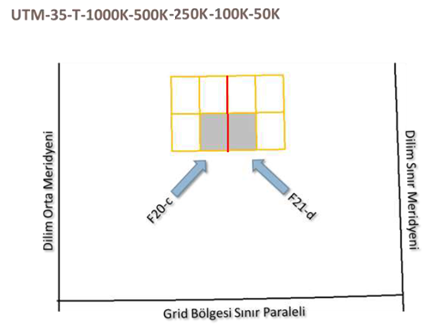 UTM-35-T-1000K-500K-250K-100K-50K
Dilim Orta Meridyeni
F20-c
F21-d
Dilim Sınır Meridyeni
Grid Bölgesi Sınır Paraleli